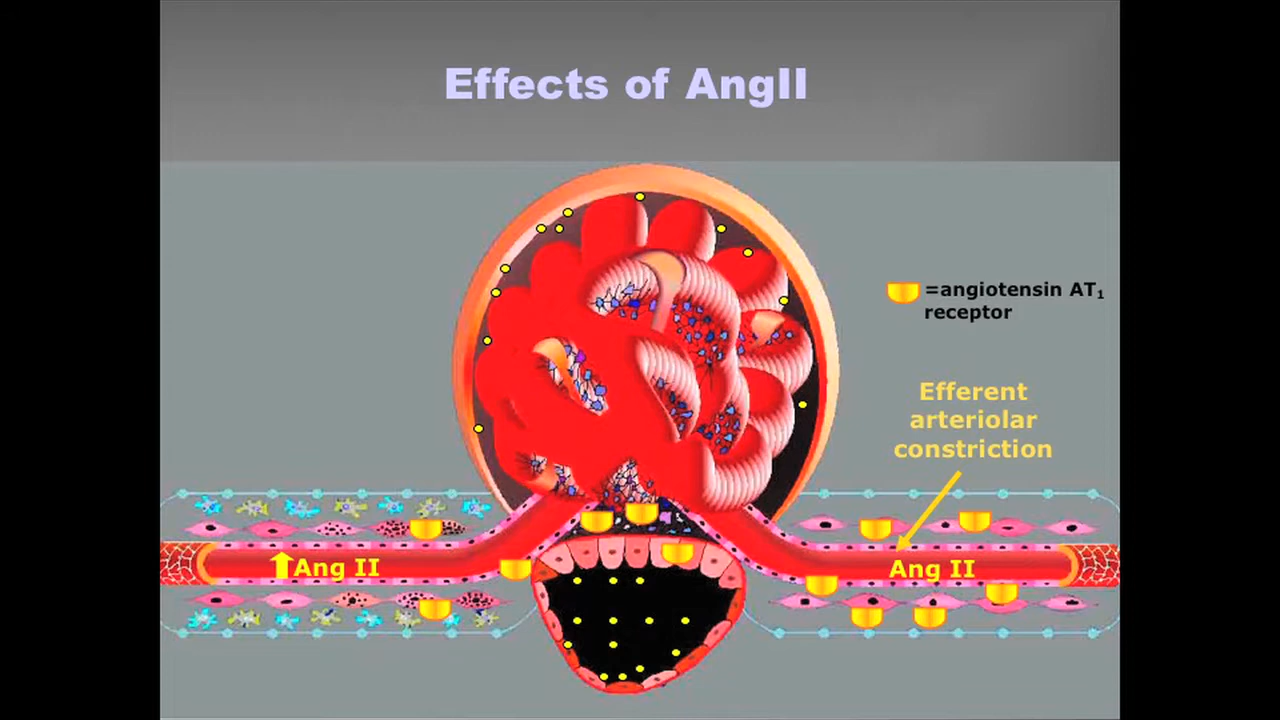 Effects of AngII
=angiotensin AT₁
receptor
Efferent
arteriolar
constriction
Ang II
Ang II